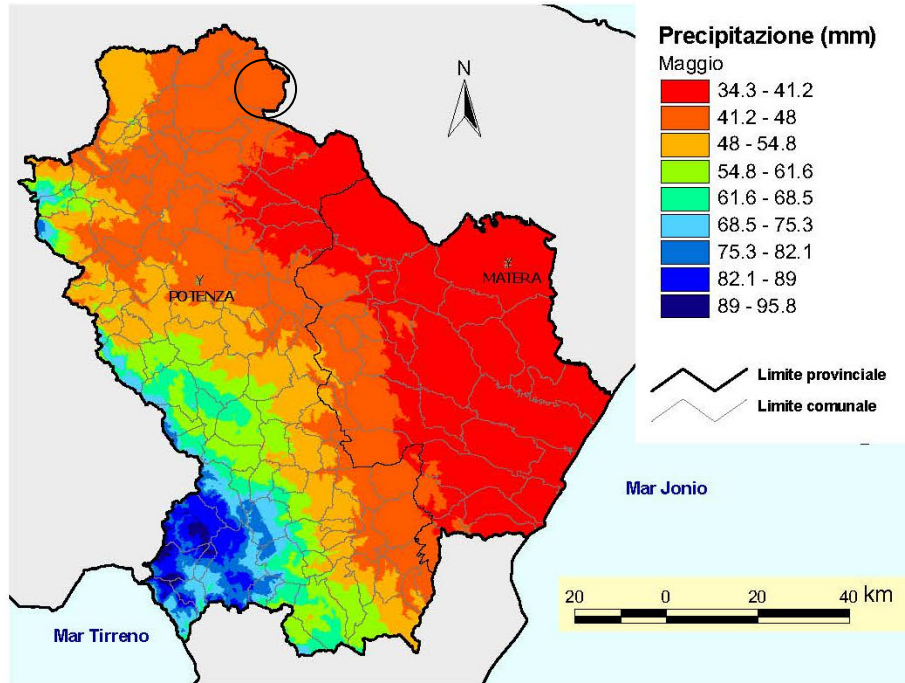 Precipitazione (mm)
Maggio
34.3 - 41.2
41.2 - 48
48 - 54.8
54.8 - 61.6
61.6 - 68.5
68.5 - 75.3
75.3 - 82.1
82.1 - 89
89 - 95.8
Limite provinciale
Limite comunale
N
POTENZA
MATERA
Mar Jonio
Mar Tirreno
20 0 20 40 km